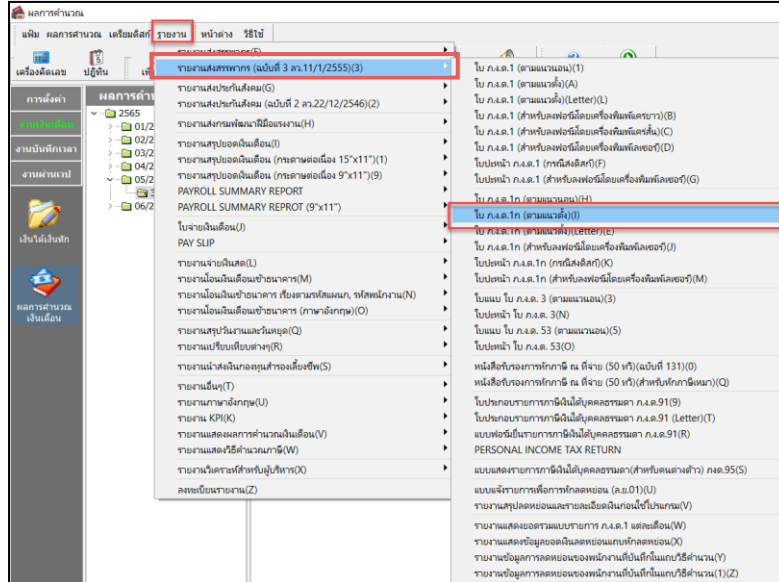 ผลการคำนวณ
แฟ้ม ผลการคำนวณ เตรียมดิสก์ รายงาน หน้าต่าง วิธีใช้
เครื่องคิดเลข ปฏิทิน
การตั้งค่า
งานเงินเดือน
งานบันทึกเวลา
งานผ่านเวป
เงินได้เงินหัก
ผลการคำนวณ
เงินเดือน
2565
01/2
02/2
03/2
04/2
05/2
06/2
รายงานส่งสรรพากร (ฉบับที่ 3 ลว.11/1/2555)(3)
รายงานส่งประกันสังคม(G)
รายงานส่งประกันสังคม (ฉบับที่ 2 ลว.22/12/2546)(2)
รายงานส่งกรมพัฒนาฝีมือแรงงาน(H)
รายงานสรุปยอดเงินเดือน(I)
รายงานสรุปยอดเงินเดือน (กระดาษต่อเนื่อง 15"x11")(1)
รายงานสรุปยอดเงินเดือน (กระดาษต่อเนื่อง 9"x11")(9)
PAYROLL SUMMARY REPORT
PAYROLL SUMMARY REPROT (9"x11")
ใบจ่ายเงินเดือน(J)
PAY SLIP
รายงานจ่ายเงินสด(L)
รายงานโอนเงินเดือนเข้าธนาคาร(M)
รายงานโอนเงินเข้าธนาคาร เรียงตามรหัสแผนก, รหัสพนักงาน(N)
รายงานโอนเงินเดือนเข้าธนาคาร (ภาษาอังกฤษ)(O)
รายงานสรุปวันงานและวันหยุด(Q)
รายงานเปรียบเทียบต่างๆ(R)
รายงานนำส่งเงินกองทุนสำรองเลี้ยงชีพ(S)
รายงานอื่นๆ(T)
รายงานภาษาอังกฤษ(U)
รายงาน KPI(K)
รายงานแสดงผลการคำนวณเงินเดือน(V)
รายงานแสดงวิธีคำนวณภาษี(W)
รายงานวิเคราะห์สำหรับผู้บริหาร(X)
ลงทะเบียนรายงาน(Z)
ใบ ภ.ง.ด.1 (ตามแนวนอน)(1)
ใบ ภ.ง.ด.1 (ตามแนวตั้ง)(A)
ใบ ภ.ง.ด.1 (ตามแนวตั้ง)(Letter)(L)
ใบ ภ.ง.ด.1 (สำหรับลงฟอร์มโดยเครื่องพิมพ์แคร่ยาว)(B)
ใบ ภ.ง.ด.1 (สำหรับลงฟอร์มโดยเครื่องพิมพ์แคร่สั้น)(C)
ใบ ภ.ง.ด.1 (สำหรับลงฟอร์มโดยเครื่องพิมพ์เลเซอร์)(D)
ใบปะหน้า ภ.ง.ด.1 (กรณีส่งดิสก์)(F)
ใบปะหน้า ภ.ง.ด.1 (สำหรับลงฟอร์มโดยเครื่องพิมพ์เลเซอร์)(G)
ใบ ภ.ง.ด.1ก (ตามแนวนอน)(H)
ใบ ภ.ง.ด.1ก (ตามแนวตั้ง)(I)
ใบ ภ.ง.ด.1ก (ตามแนวตั้ง)(Letter)(E)
ใบ ภ.ง.ด.1ก (สำหรับลงฟอร์มโดยเครื่องพิมพ์เลเซอร์)(J)
ใบปะหน้า ภ.ง.ด.1ก (กรณีส่งดิสก์)(K)
ใบปะหน้า ภ.ง.ด.1ก (สำหรับลงฟอร์มโดยเครื่องพิมพ์เลเซอร์)(M)
ใบแนบ ใบ ภ.ง.ด. 3 (ตามแนวนอน)(3)
ใบปะหน้า ใบ ภ.ง.ด. 3(N)
ใบแนบ ใบ ภ.ง.ด. 53 (ตามแนวนอน)(5)
ใบปะหน้า ใบ ภ.ง.ด. 53(O)
หนังสือรับรองการหักภาษี ณ ที่จ่าย (50 ทวิ)(ฉบับที่ 131)(0)
หนังสือรับรองการหักภาษี ณ ที่จ่าย (50 ทวิ)(สำหรับหักภาษีเหมา)(Q)
ใบประกอบรายการภาษีเงินได้บุคคลธรรมดา ภ.ง.ด.91(9)
ใบประกอบรายการภาษีเงินได้บุคคลธรรมดา ภ.ง.ด.91 (Letter)(T)
แบบฟอร์มยื่นรายการภาษีเงินได้บุคคลธรรมดา ภ.ง.ด.91(R)
PERSONAL INCOME TAX RETURN
แบบแสดงรายการภาษีเงินได้บุคคลธรรมดา(สำหรับคนต่างด้าว) ภงด.95(S)
แบบแจ้งรายการเพื่อการหักลดหย่อน (ล.ย.01)(U)
รายงานสรุปลดหย่อนและรายละเอียดเงินก่อนใช้โปรแกรม(V)
รายงานแสดงยอดรวมแบบรายการ ภ.ง.ด.1 แต่ละเดือน(W)
รายงานแสดงข้อมูลยอดเงินลดหย่อนแถบหักลดหย่อน(X)
รายงานข้อมูลการลดหย่อนของพนักงานที่บันทึกในแถบวิธีคำนวน(Y)
รายงานข้อมูลการลดหย่อนของพนักงานที่บันทึกในแถบวิธีคำนวน(1)(Z)